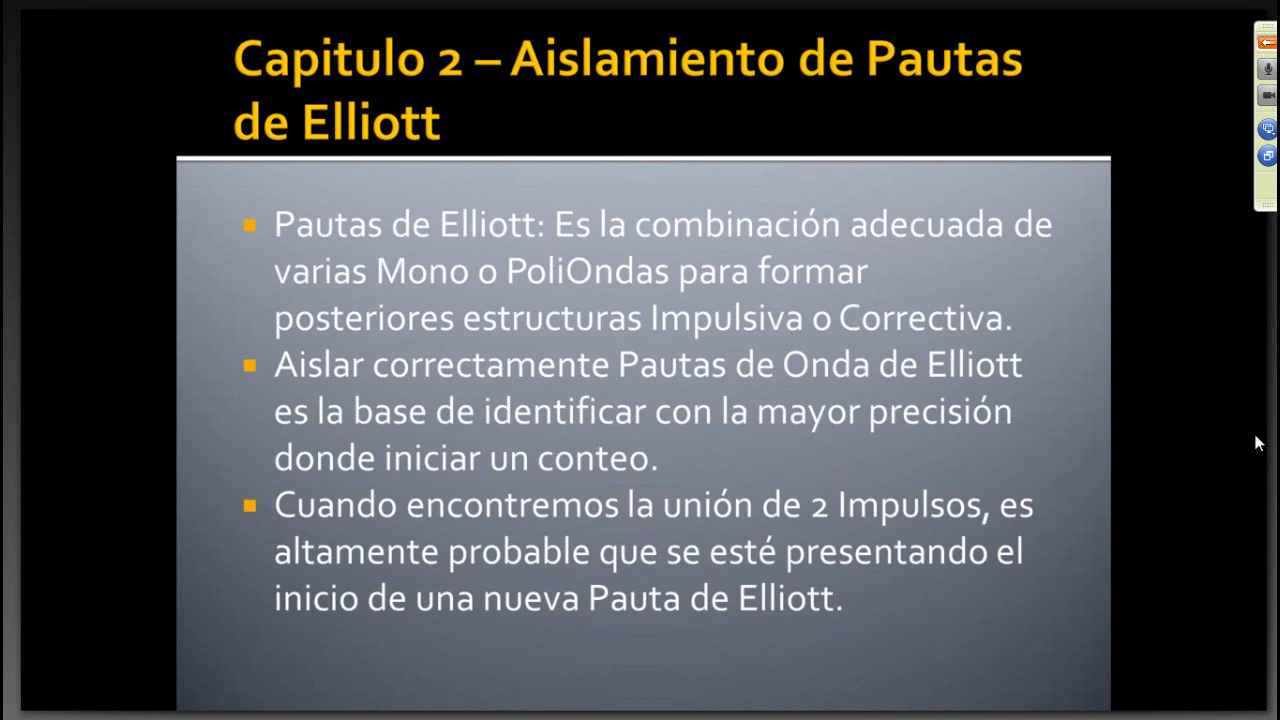 Capitulo 2 – Aislamiento de Pautas
de Elliott
Pautas de Elliott: Es la combinación adecuada de
varias Mono o PoliOndas para formar
posteriores estructuras Impulsiva o Correctiva.
Aislar correctamente Pautas de Onda de Elliott
es la base de identificar con la mayor precisión
donde iniciar un conteo.
Cuando encontremos la unión de 2 Impulsos, es
altamente probable que se esté presentando el
inicio de una nueva Pauta de Elliott.